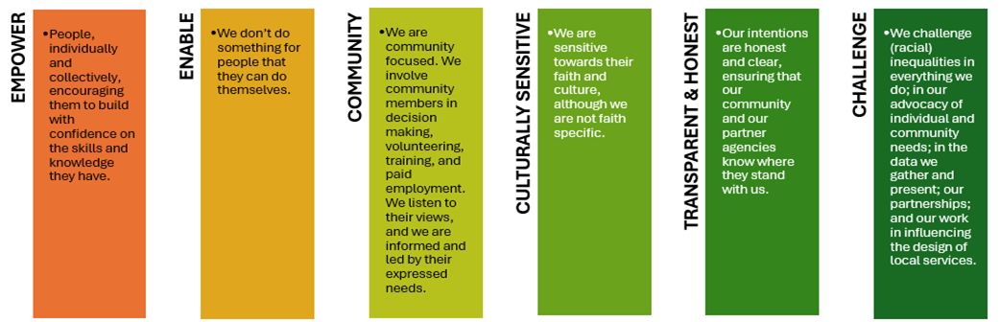 EMPOWER
•People,
individually
and
collectively,
encouraging
them to build
with
confidence on
the skills and
knowledge
they have.
ENABLE
•We don't do
something for
people that
they can do
themselves.
COMMUNITY
•We are
community
focused. We
involve
community
members in
decision
making,
volunteering,
training, and
paid
employment.
We listen to
their views,
and we are
informed and
led by their
expressed
needs.
CULTURALLY SENSITIVE
•We are
sensitive
towards their
faith and
culture,
although we
are not faith
specific.
TRANSPARENT & HONEST
•Our intentions
are honest
and clear,
ensuring that
our
community
and our
partner
agencies
know where
they stand
with us.
CHALLENGE
•We challenge
(racial)
inequalities in
everything we
do; in our
advocacy of
individual and
community
needs; in the
data we
gather and
present; our
partnerships;
and our work
in influencing
the design of
local services.